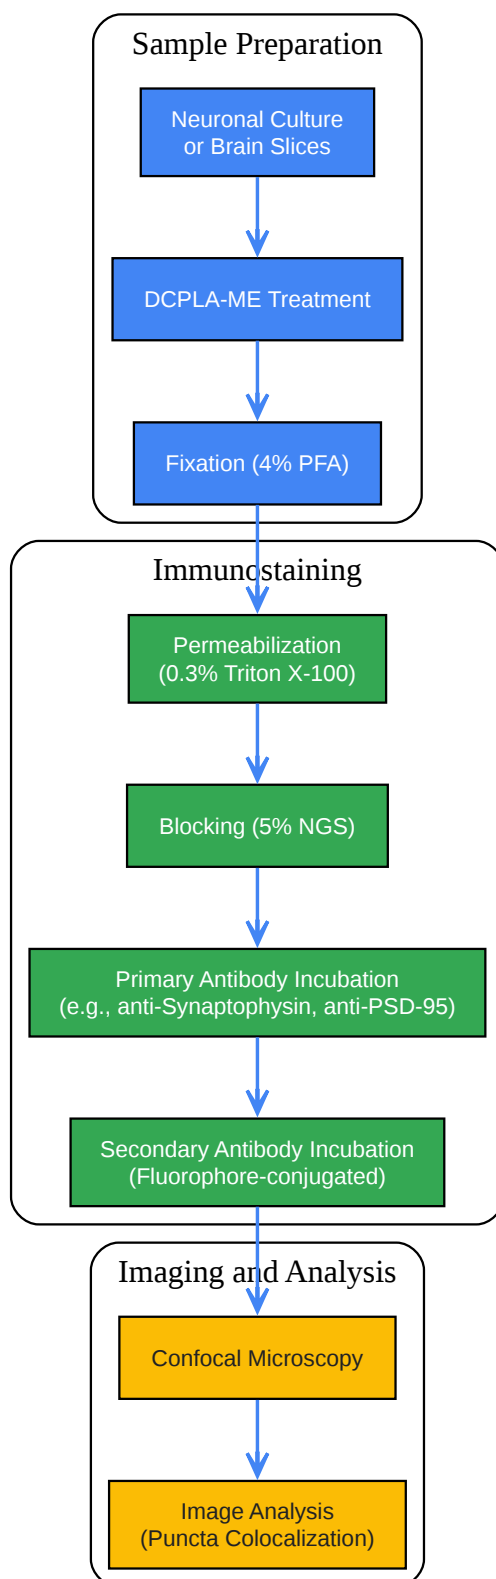 Sample Preparation
Neuronal Culture
or Brain Slices
DCPLA-ME Treatment
Fixation (4% PFA)
Immunostaining
Permeabilization
(0.3% Triton X-100)
Blocking (5% NGS)
Primary Antibody Incubation
(e.g., anti-Synaptophysin, anti-PSD-95)
Secondary Antibody Incubation
(Fluorophore-conjugated)
Imaging and Analysis
Confocal Microscopy
Image Analysis
(Puncta Colocalization)